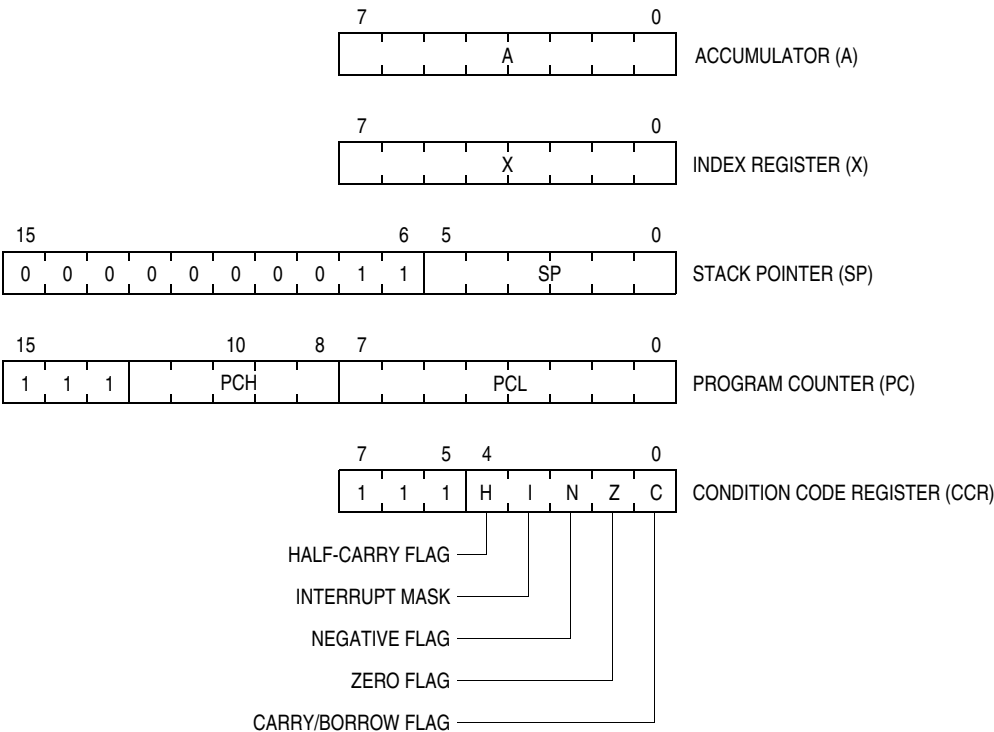 7 0
A ACCUMULATOR (A)
7 0
X INDEX REGISTER (X)
15 6 5 0
0 0 0 0 0 0 0 0 1 1 SP STACK POINTER (SP)
15 10 8 7 0
1 1 1 PCH PCL PROGRAM COUNTER (PC)
7 5 4 0
1 1 1 H I N Z C CONDITION CODE REGISTER (CCR)
HALF-CARRY FLAG
INTERRUPT MASK
NEGATIVE FLAG
ZERO FLAG
CARRY/BORROW FLAG